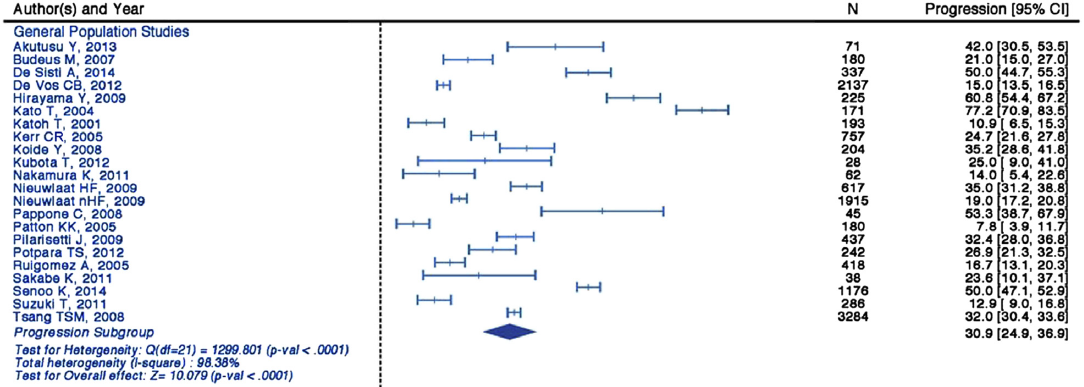 Author(s) and Year N Progression [95% CI]
General Population Studies
Akutusu Y, 2013 71 42.0 [30.5, 53.5]
Budeus M, 2007 180 21.0 [15.0, 27.0]
De Sisti A, 2014 337 50.0 [44.7, 55.3]
De Vos CB, 2012 2137 15.0 [13.5, 16.5]
Hirayama Y, 2009 225 60.8 [54.4, 67.2]
Kato T, 2004 171 77.2 [70.9, 83.5]
Katoh T, 2001 193 10.9 [ 6.5, 15.3]
Kerr CR, 2005 757 24.7 [21.6, 27.8]
Koide Y, 2008 204 35.2 [28.6, 41.8]
Kubota T, 2012 28 25.0 [ 9.0, 41.0]
Nakamura K, 2011 62 14.0 [ 5.4, 22.6]
Nieuwlaat HF, 2009 617 35.0 [31.2, 38.8]
Nieuwlaat nHF, 2009 1915 19.0 [17.2, 20.8]
Pappone C, 2008 45 53.3 [38.7, 67.9]
Patton KK, 2005 180 7.8 [ 3.9, 11.7]
Pilarisetti J, 2009 437 32.4 [28.0, 36.8]
Potpara TS, 2012 242 26.9 [21.3, 32.5]
Ruigomez A, 2005 418 16.7 [13.1, 20.3]
Sakabe K, 2011 38 23.6 [10.1, 37.1]
Senoo K, 2014 1176 50.0 [47.1, 52.9]
Suzuki T, 2011 286 12.9 [ 9.0, 16.8]
Tsang TSM, 2008 3284 32.0 [30.4, 33.6]
Progression Subgroup 30.9 [24.9, 36.9]
Test for Hetergeneity: Q(df=21) = 1299.801 (p-val < .0001)
Total heterogeneity (I-square) : 98.38%
Test for Overall effect: Z= 10.079 (p-val < .0001)